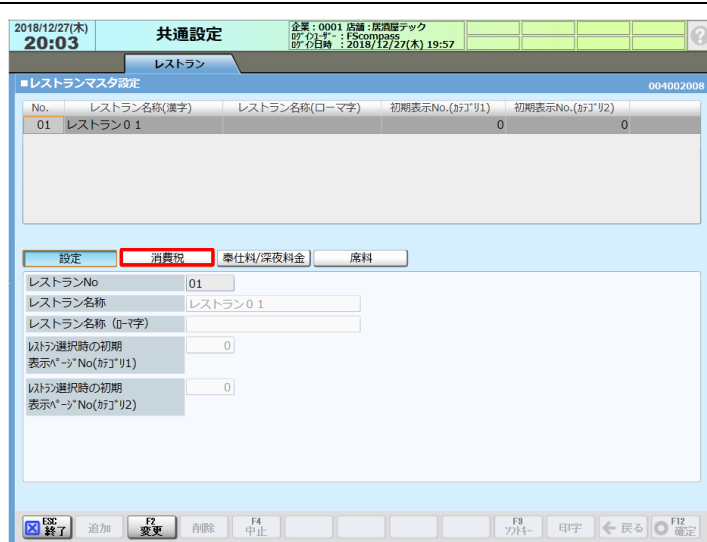 2018/12/27(木)
20:03
共通設定
企業：0001 店舗：居酒屋テック
ﾛｸﾞｲﾝﾕｰｻﾞｰ：FScompass
ﾛｸﾞｲﾝ日時 ：2018/12/27(木) 19:57
?
レストラン
■レストランマスタ設定 004002008
No. レストラン名称(漢字) レストラン名称(ローマ字) 初期表示No.(ｶﾃｺﾞﾘ1) 初期表示No.(ｶﾃｺﾞﾘ2)
01 レストラン０１ 0 0
設定 消費税 奉仕料/深夜料金 席料
レストランNo 01
レストラン名称 レストラン０１
レストラン名称（ﾛｰﾏ字）
ﾚｽﾄﾗﾝ選択時の初期 0
表示ﾍﾟｰｼﾞNo(ｶﾃｺﾞﾘ1)
ﾚｽﾄﾗﾝ選択時の初期 0
表示ﾍﾟｰｼﾞNo(ｶﾃｺﾞﾘ2)
ESC 終了 追加 F2 変更 削除 F4 中止 F9 ｿﾌﾄｷｰ 印字 戻る F12 確定